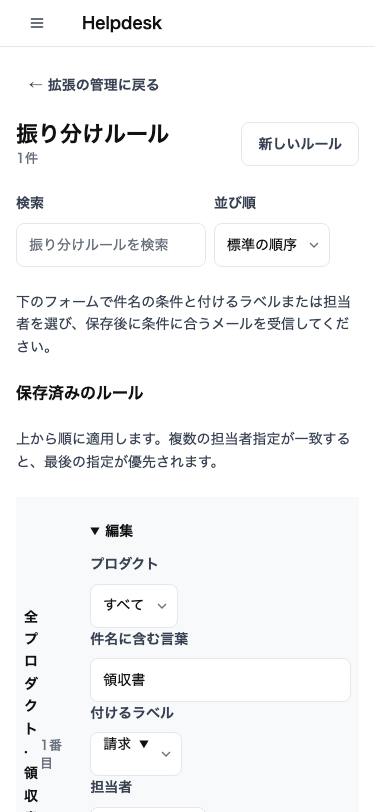 Helpdesk
← 拡張の管理に戻る
振り分けルール
1件
新しいルール
検索
並び順
振り分けルールを検索
標準の順序
下のフォームで件名の条件と付けるラベルまたは担当
者を選び、保存後に条件に合うメールを受信してくだ
さい。
保存済みのルール
上から順に適用します。複数の担当者指定が一致する
と、最後の指定が優先されます。
▼ 編集
プロダクト
すべて
件名に含む言葉
領収書
付けるラベル
請求 ▼
担当者
全
プ
ロ
ダ
ク
ト
·
領
収
1番
目